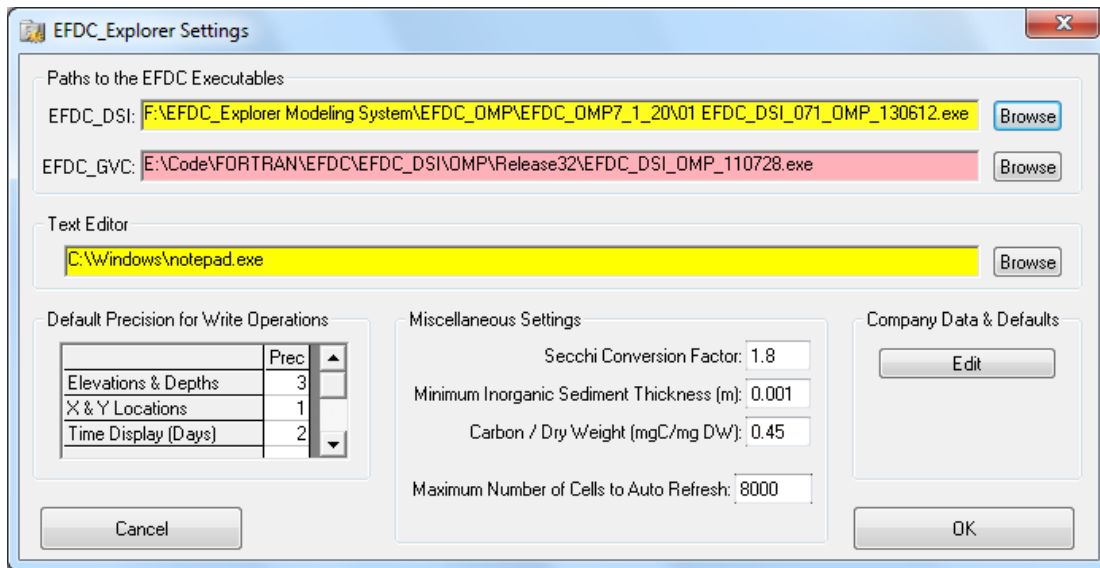 EFDC_Explorer Settings
Paths to the EFDC Executables
EFDC_DSI: F:\EFDC_Explorer Modeling System\EFDC_OMP\EFDC_OMP7_1_20\01 EFDC_DSI_071_OMP_130612.exe Browse
EFDC_GVC: E:\Code\FORTRAN\EFDC\EFDC_DSI\OMP\Release32\EFDC_DSI_OMP_110728.exe Browse
Text Editor
C:\Windows\notepad.exe Browse
Default Precision for Write Operations
Prec
Elevations & Depths 3
X & Y Locations 1
Time Display (Days) 2
Miscellaneous Settings
Secchi Conversion Factor: 1.8
Minimum Inorganic Sediment Thickness (m): 0.001
Carbon / Dry Weight (mgC/mg DW): 0.45
Maximum Number of Cells to Auto Refresh: 8000
Company Data & Defaults
Edit
Cancel
OK